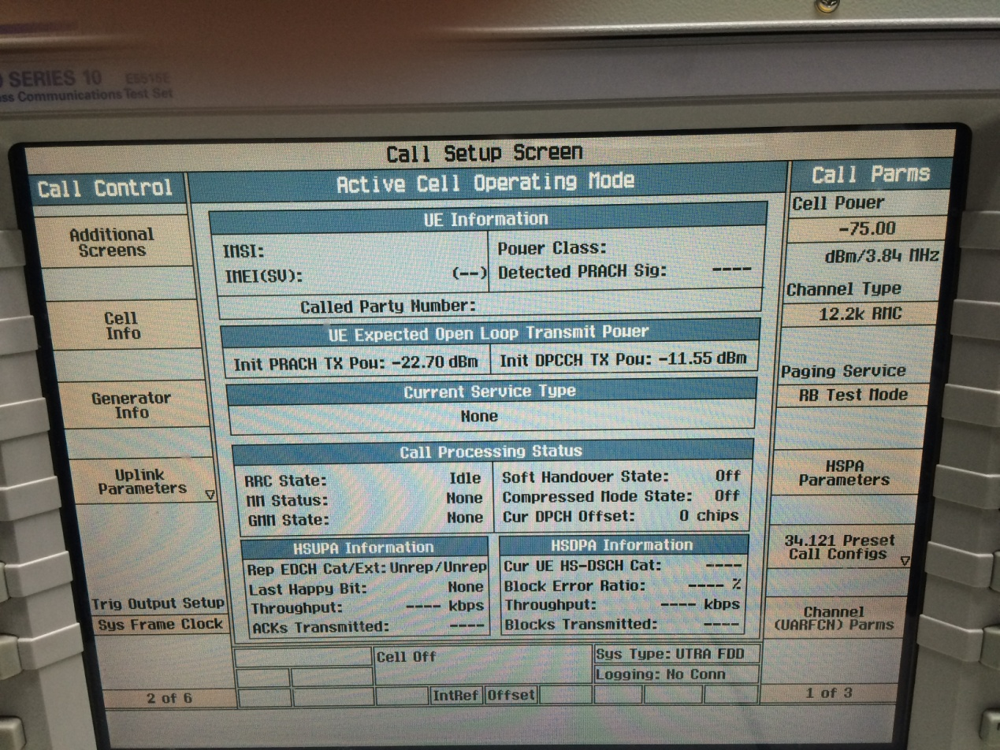 SERIES 10 E5515E
Communications Test Set
Call Setup Screen
Call Control
Additional
Screens
Cell
Info
Generator
Info
Uplink
Parameters
Trig Output Setup
Sys Frame Clock
2 of 6
Active Cell Operating Mode
UE Information
IMSI:
IMEI(SV): (--)
Power Class:
Detected PRACH Sig: ----
Called Party Number:
UE Expected Open Loop Transmit Power
Init PRACH TX Pow: -22.70 dBm
Init DPCCH TX Pow: -11.55 dBm
Current Service Type
None
Call Processing Status
RRC State: Idle
MM Status: None
GMM State: None
Soft Handover State: Off
Compressed Mode State: Off
Cur DPCH Offset: 0 chips
HSUPA Information
Rep EDCH Cat/Ext: Unrep/Unrep
Last Happy Bit: None
Throughput: ---- kbps
ACKs Transmitted: ----
HSDPA Information
Cur UE HS-DSCH Cat: ----
Block Error Ratio: ---- %
Throughput: ---- kbps
Blocks Transmitted: ----
Cell Off
Sys Type: UTRA FDD
Logging: No Conn
IntRef Offset
Call Parms
Cell Power
-75.00
dBm/3.84 MHz
Channel Type
12.2k RMC
Paging Service
RB Test Mode
HSPA
Parameters
34.121 Preset
Call Configs
Channel
(UARFCN) Parms
1 of 3